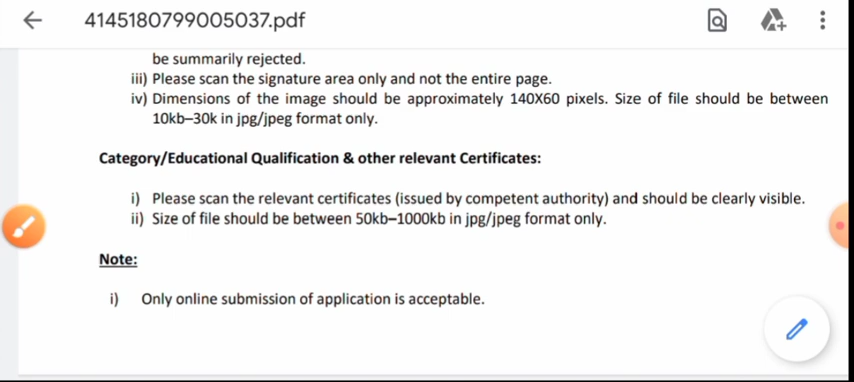 4145180799005037.pdf
be summarily rejected.
iii) Please scan the signature area only and not the entire page.
iv) Dimensions of the image should be approximately 140X60 pixels. Size of file should be between
10kb–30k in jpg/jpeg format only.
Category/Educational Qualification & other relevant Certificates:
i) Please scan the relevant certificates (issued by competent authority) and should be clearly visible.
ii) Size of file should be between 50kb–1000kb in jpg/jpeg format only.
Note:
i) Only online submission of application is acceptable.